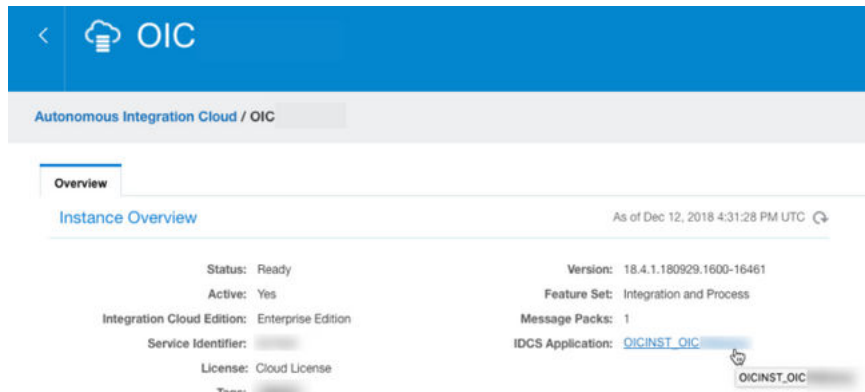 OIC
Autonomous Integration Cloud / OIC
Overview
Instance Overview
As of Dec 12, 2018 4:31:28 PM UTC
Status: Ready
Version: 18.4.1.180929.1600-16461
Active: Yes
Feature Set: Integration and Process
Integration Cloud Edition: Enterprise Edition
Message Packs: 1
Service Identifier:
IDCS Application: OICINST_OIC
License: Cloud License
OICINST_OIC
Tags: